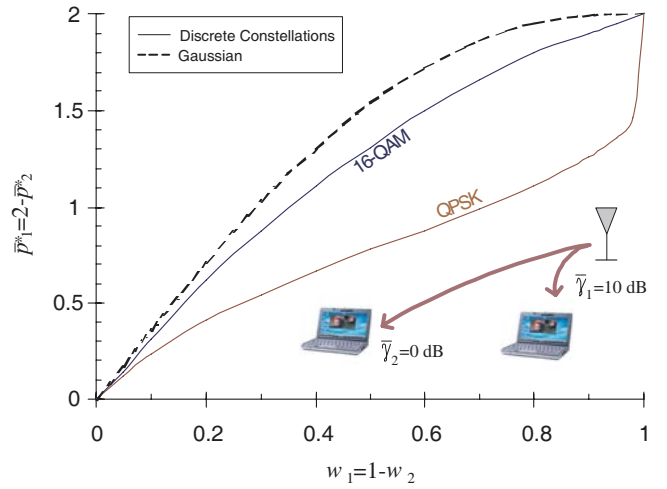 2
Discrete Constellations
Gaussian
1.5
16-QAM
1
QPSK
0.5
0
p̅*₁=2-p̅*₂
γ̅₁=10 dB
γ̅₂=0 dB
0 0.2 0.4 0.6 0.8 1
w₁=1-w₂